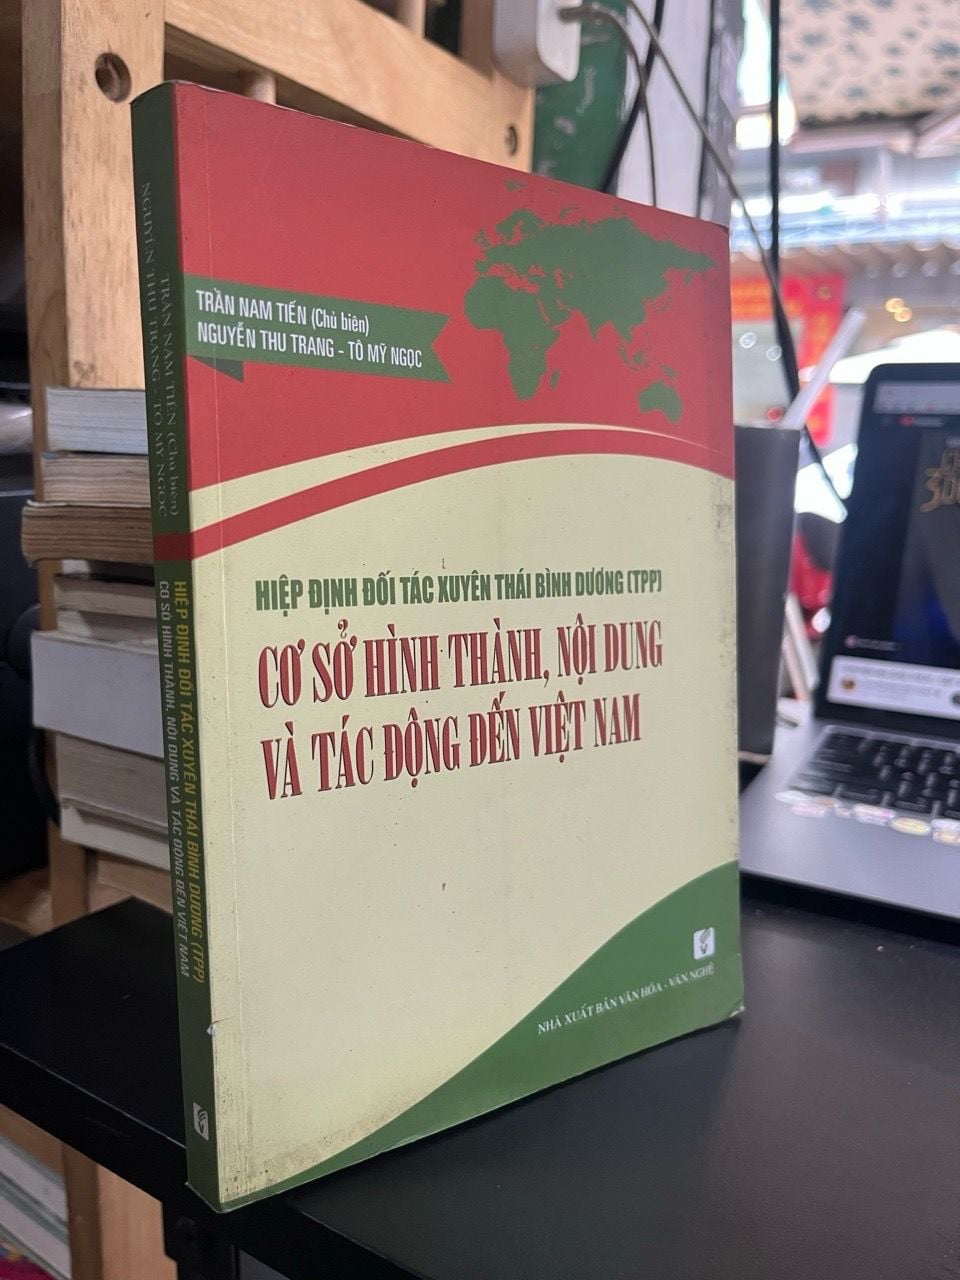 TRẦN NAM TIẾN (Chủ biên)
NGUYỄN THU TRANG - TÔ MỸ NGỌC
HIỆP ĐỊNH ĐỐI TÁC XUYÊN THÁI BÌNH DƯƠNG (TPP)
CƠ SỞ HÌNH THÀNH, NỘI DUNG
VÀ TÁC ĐỘNG ĐẾN VIỆT NAM
NHÀ XUẤT BẢN VĂN HÓA - VĂN NGHỆ
TRẦN NAM TIẾN (Chủ biên)
NGUYỄN THU TRANG - TÔ MỸ NGỌC
HIỆP ĐỊNH ĐỐI TÁC XUYÊN THÁI BÌNH DƯƠNG (TPP)
CƠ SỞ HÌNH THÀNH, NỘI DUNG VÀ TÁC ĐỘNG ĐẾN VIỆT NAM